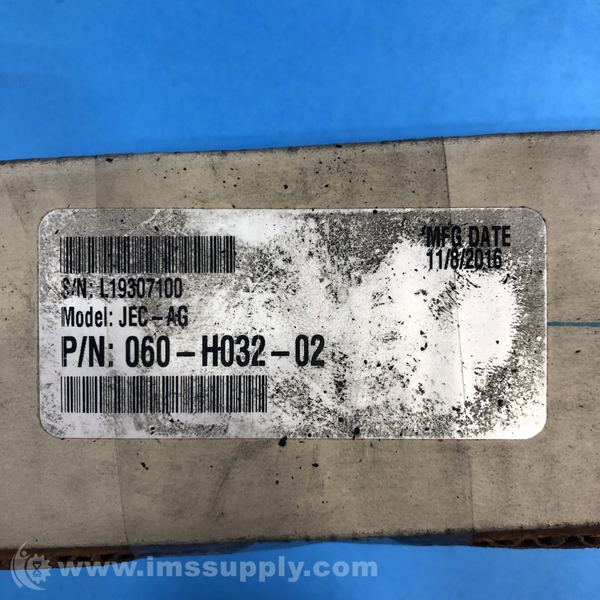 MFG DATE
11/8/2016
S/N: L19307100
Model: JEC-AG
P/N: 060-H032-02
www.imssupply.com